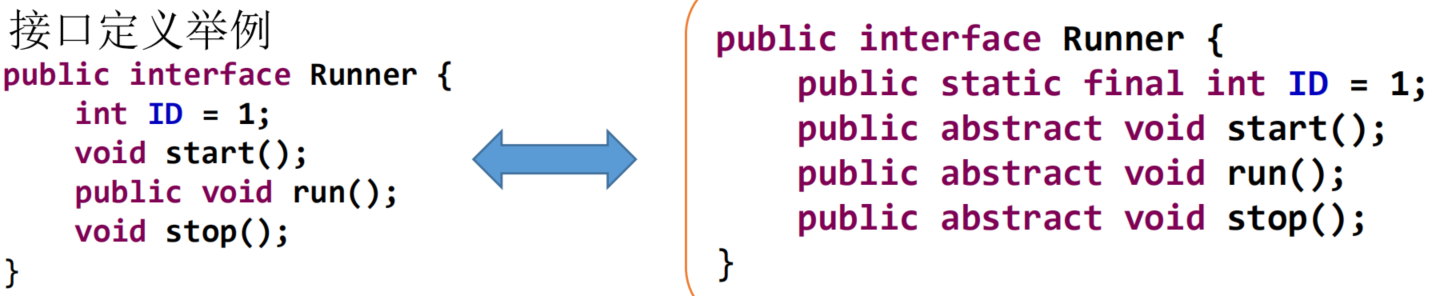 接口定义举例
public interface Runner {
    int ID = 1;
    void start();
    public void run();
    void stop();
}
public interface Runner {
    public static final int ID = 1;
    public abstract void start();
    public abstract void run();
    public abstract void stop();
}